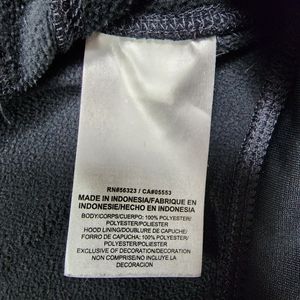 RN#56323 / CA#05553
MADE IN INDONESIA/FABRIQUE EN
INDONESIE/HECHO EN INDONESIA
BODY/CORPS/CUERPO: 100% POLYESTER/
POLYESTER/POLIESTER
HOOD LINING/DOUBLURE DE CAPUCHE/
FORRO DE CAPUCHA: 100% POLYESTER/
POLYESTER/POLIESTER
EXCLUSIVE OF DECORATION/DECORATION
NON COMPRISE/NO INCLUYE LA
DECORACION